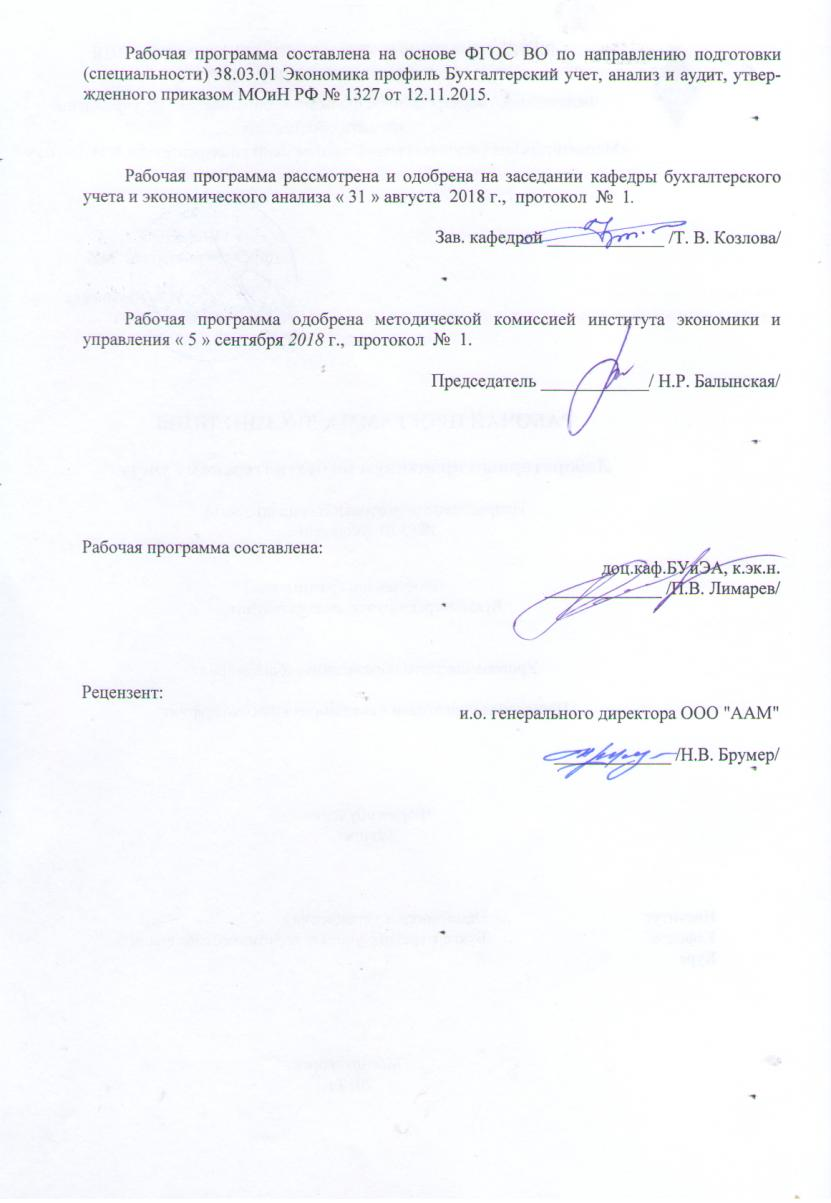 Рабочая программа составлена на основе ФГОС ВО по направлению подготовки
(специальности) 38.03.01 Экономика профиль Бухгалтерский учет, анализ и аудит, утвер-
жденного приказом МОиН РФ № 1327 от 12.11.2015.
Рабочая программа рассмотрена и одобрена на заседании кафедры бухгалтерского
учета и экономического анализа « 31 » августа 2018 г., протокол № 1.
Зав. кафедрой _____________ /Т. В. Козлова/
Рабочая программа одобрена методической комиссией института экономики и
управления « 5 » сентября 2018 г., протокол № 1.
Председатель ____________/ Н.Р. Балынская/
Рабочая программа составлена:
доц.каф.БУиЭА, к.эк.н.
_____________ /П.В. Лимарев/
Рецензент:
и.о. генерального директора ООО "ААМ"
_____________ /Н.В. Брумер/